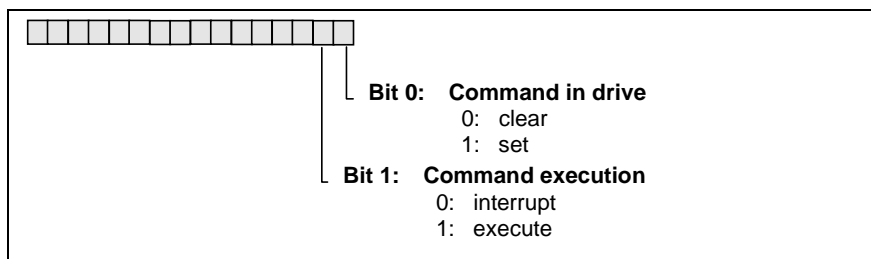 Bit 0: Command in drive
0: clear
1: set
Bit 1: Command execution
0: interrupt
1: execute